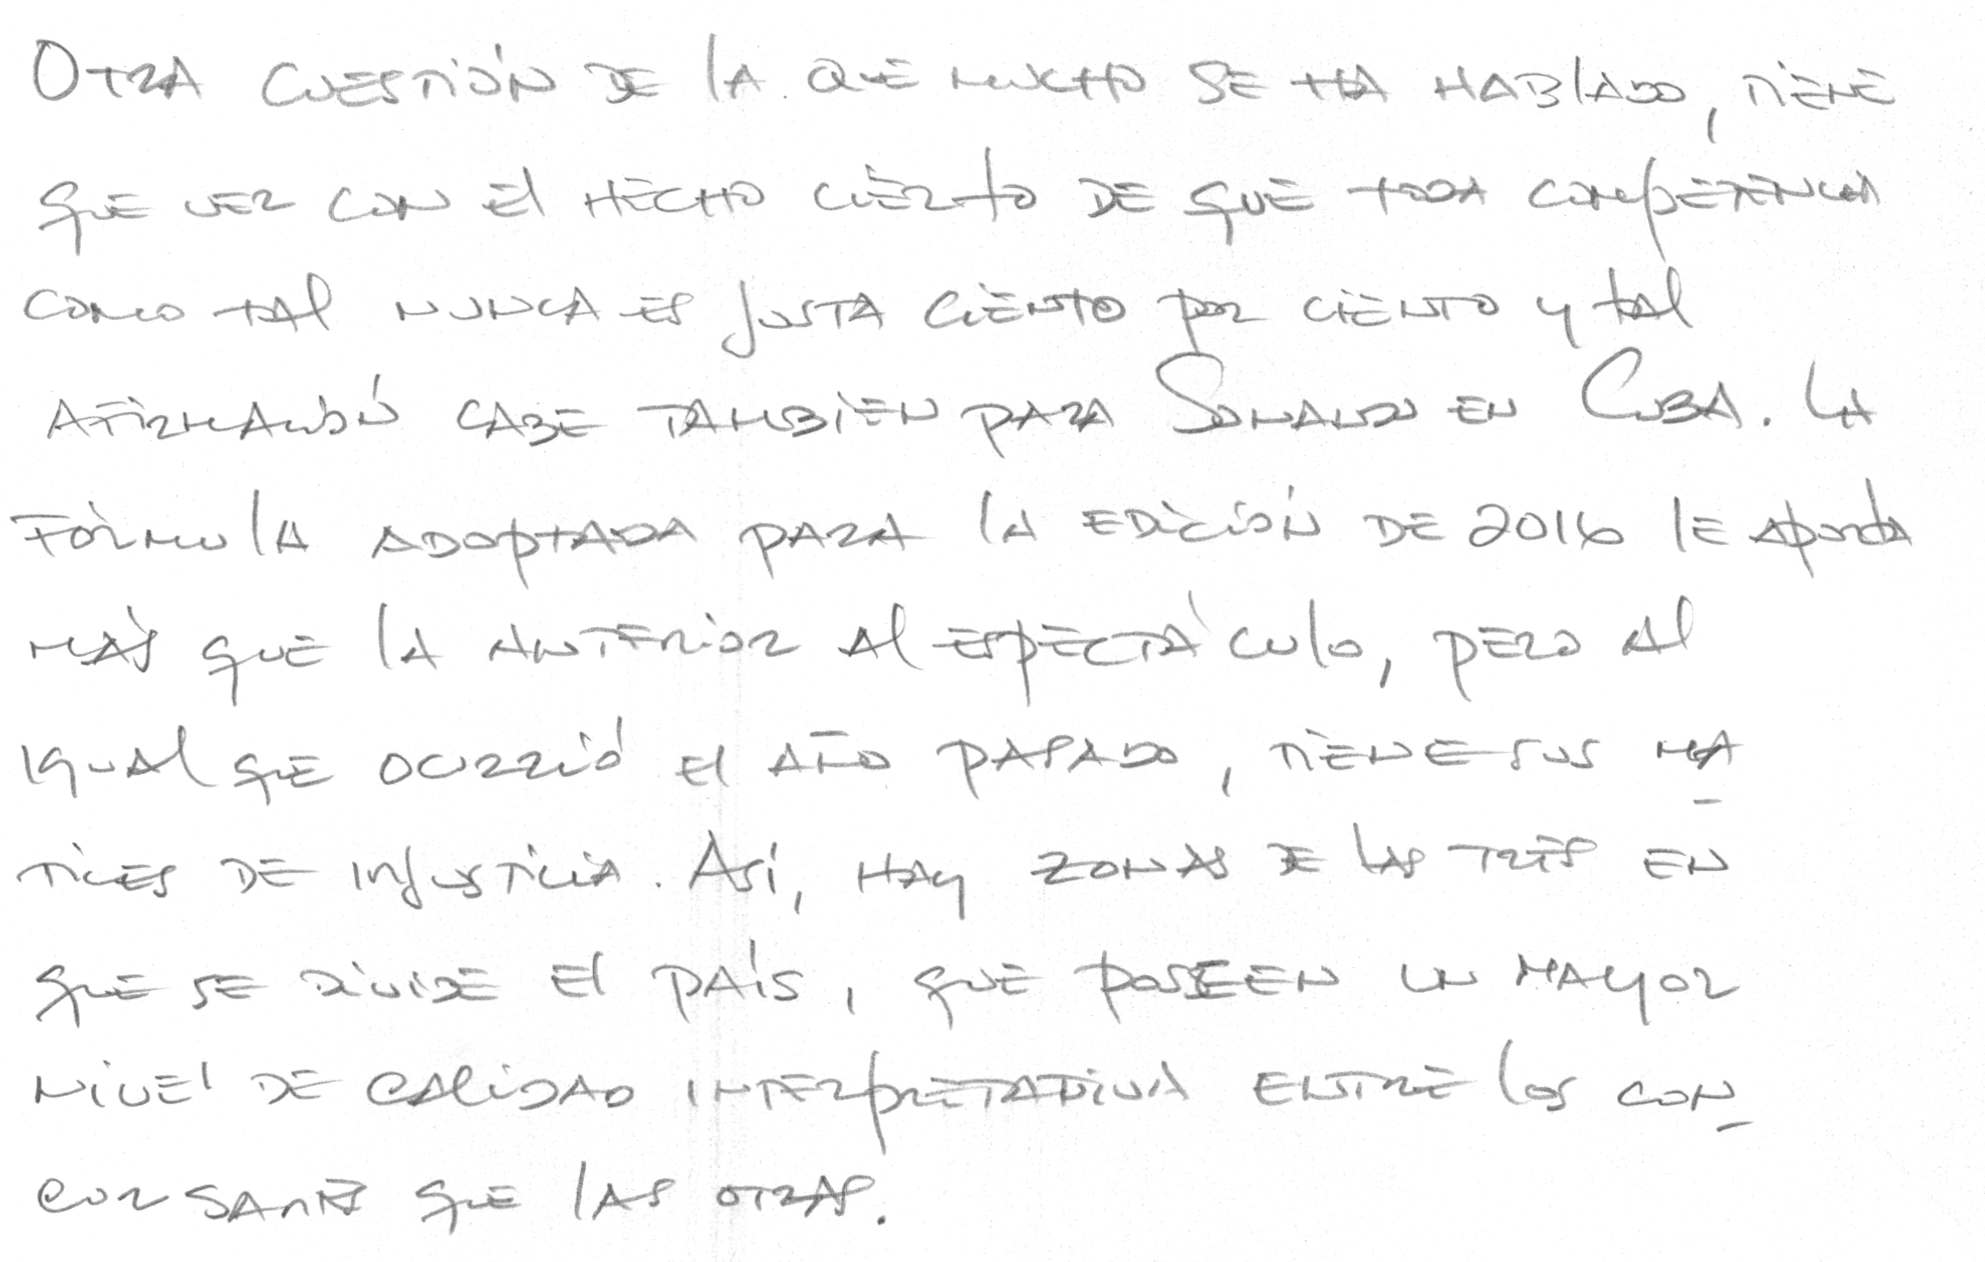 Otra cuestión de la que mucho se ha hablado, tiene
que ver con el hecho cierto de que toda competencia
como tal nunca es justa ciento por ciento y tal
afirmación cabe también para Sonando en Cuba. La
fórmula adoptada para la edición de 2016 le aporta
más que la anterior al espectáculo, pero al
igual que ocurrió el año pasado, tiene sus ma-
tices de injusticia. Así, hay zonas de las tres en
que se divide el país, que poseen un mayor
nivel de calidad interpretativa entre los con-
cursantes que las otras.